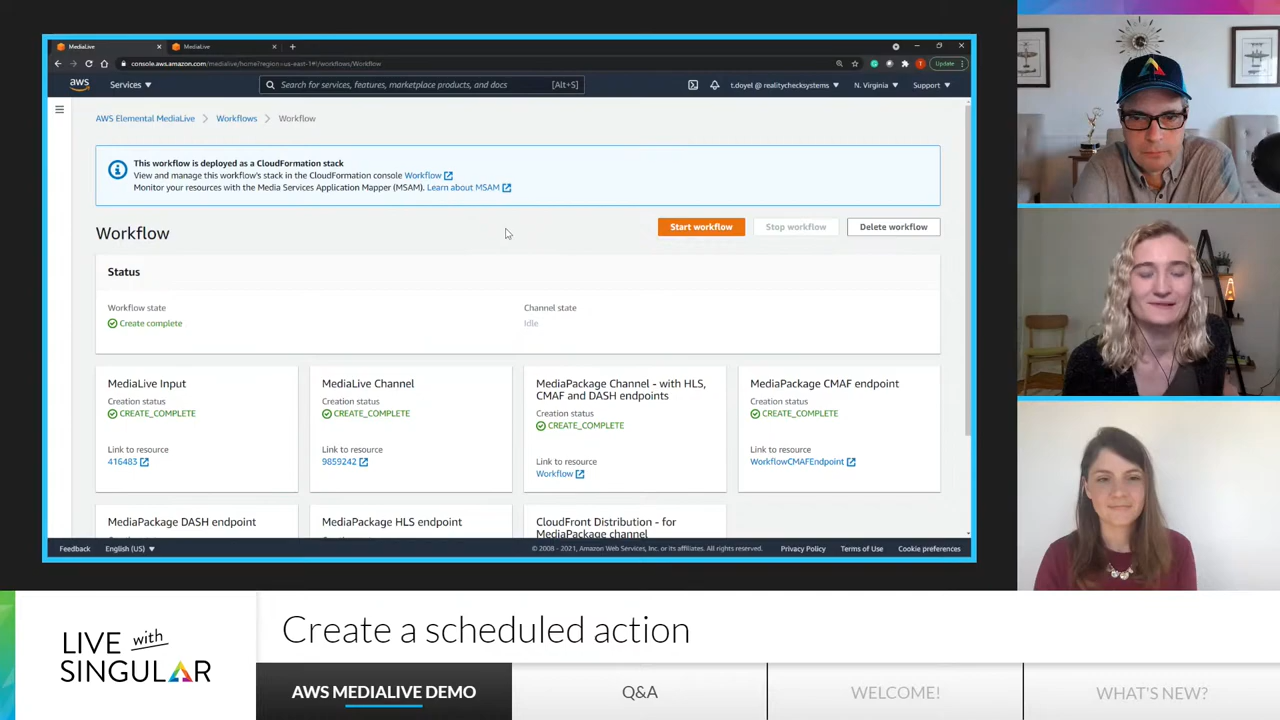 MediaLive
MediaLive
console.aws.amazon.com/medialive/home?region=us-east-1#/workflows/Workflow
Update
aws
Services
Search for services, features, marketplace products, and docs
[Alt+S]
t.doyel @ realitychecksystems
N. Virginia
Support
AWS Elemental MediaLive
Workflows
Workflow
This workflow is deployed as a CloudFormation stack
View and manage this workflow's stack in the CloudFormation console Workflow
Monitor your resources with the Media Services Application Mapper (MSAM). Learn about MSAM
Workflow
Start workflow
Stop workflow
Delete workflow
Status
Workflow state
Create complete
Channel state
Idle
MediaLive Input
Creation status
CREATE_COMPLETE
Link to resource
416483
MediaLive Channel
Creation status
CREATE_COMPLETE
Link to resource
9859242
MediaPackage Channel - with HLS,
CMAF and DASH endpoints
Creation status
CREATE_COMPLETE
Link to resource
Workflow
MediaPackage CMAF endpoint
Creation status
CREATE_COMPLETE
Link to resource
WorkflowCMAFEndpoint
MediaPackage DASH endpoint
MediaPackage HLS endpoint
CloudFront Distribution - for
MediaPackage channel
Feedback
English (US)
© 2008 - 2021, Amazon Web Services, Inc. or its affiliates. All rights reserved.
Privacy Policy
Terms of Use
Cookie preferences
LIVE with
SINGULAR
Create a scheduled action
AWS MEDIALIVE DEMO
Q&A
WELCOME!
WHAT'S NEW?